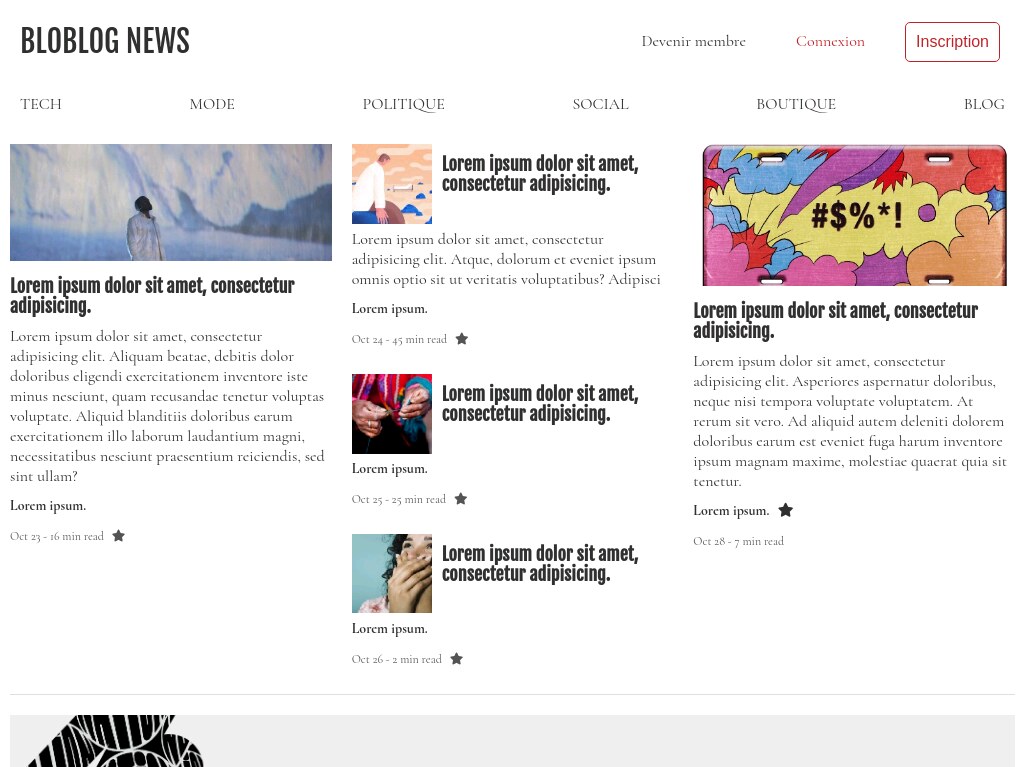 BLOBLOG NEWS
Devenir membre
Connexion
Inscription
TECH
MODE
POLITIQUE
SOCIAL
BOUTIQUE
BLOG
Lorem ipsum dolor sit amet, consectetur
adipisicing.
Lorem ipsum dolor sit amet, consectetur
adipisicing elit. Aliquam beatae, debitis dolor
doloribus eligendi exercitationem inventore iste
minus nesciunt, quam recusandae tenetur voluptas
voluptate. Aliquid blanditiis doloribus earum
exercitationem illo laborum laudantium magni,
necessitatibus nesciunt praesentium reiciendis, sed
sint ullam?
Lorem ipsum.
Oct 23 - 16 min read
Lorem ipsum dolor sit amet,
consectetur adipisicing.
Lorem ipsum dolor sit amet, consectetur
adipisicing elit. Atque, dolorum et eveniet ipsum
omnis optio sit ut veritatis voluptatibus? Adipisci
Lorem ipsum.
Oct 24 - 45 min read
Lorem ipsum dolor sit amet,
consectetur adipisicing.
Lorem ipsum.
Oct 25 - 25 min read
Lorem ipsum dolor sit amet,
consectetur adipisicing.
Lorem ipsum.
Oct 26 - 2 min read
#$%*!
Lorem ipsum dolor sit amet, consectetur
adipisicing.
Lorem ipsum dolor sit amet, consectetur
adipisicing elit. Asperiores aspernatur doloribus,
neque nisi tempora voluptate voluptatem. At
rerum sit vero. Ad aliquid autem deleniti dolorem
doloribus earum est eveniet fuga harum inventore
ipsum magnam maxime, molestiae quaerat quia sit
tenetur.
Lorem ipsum.
Oct 28 - 7 min read